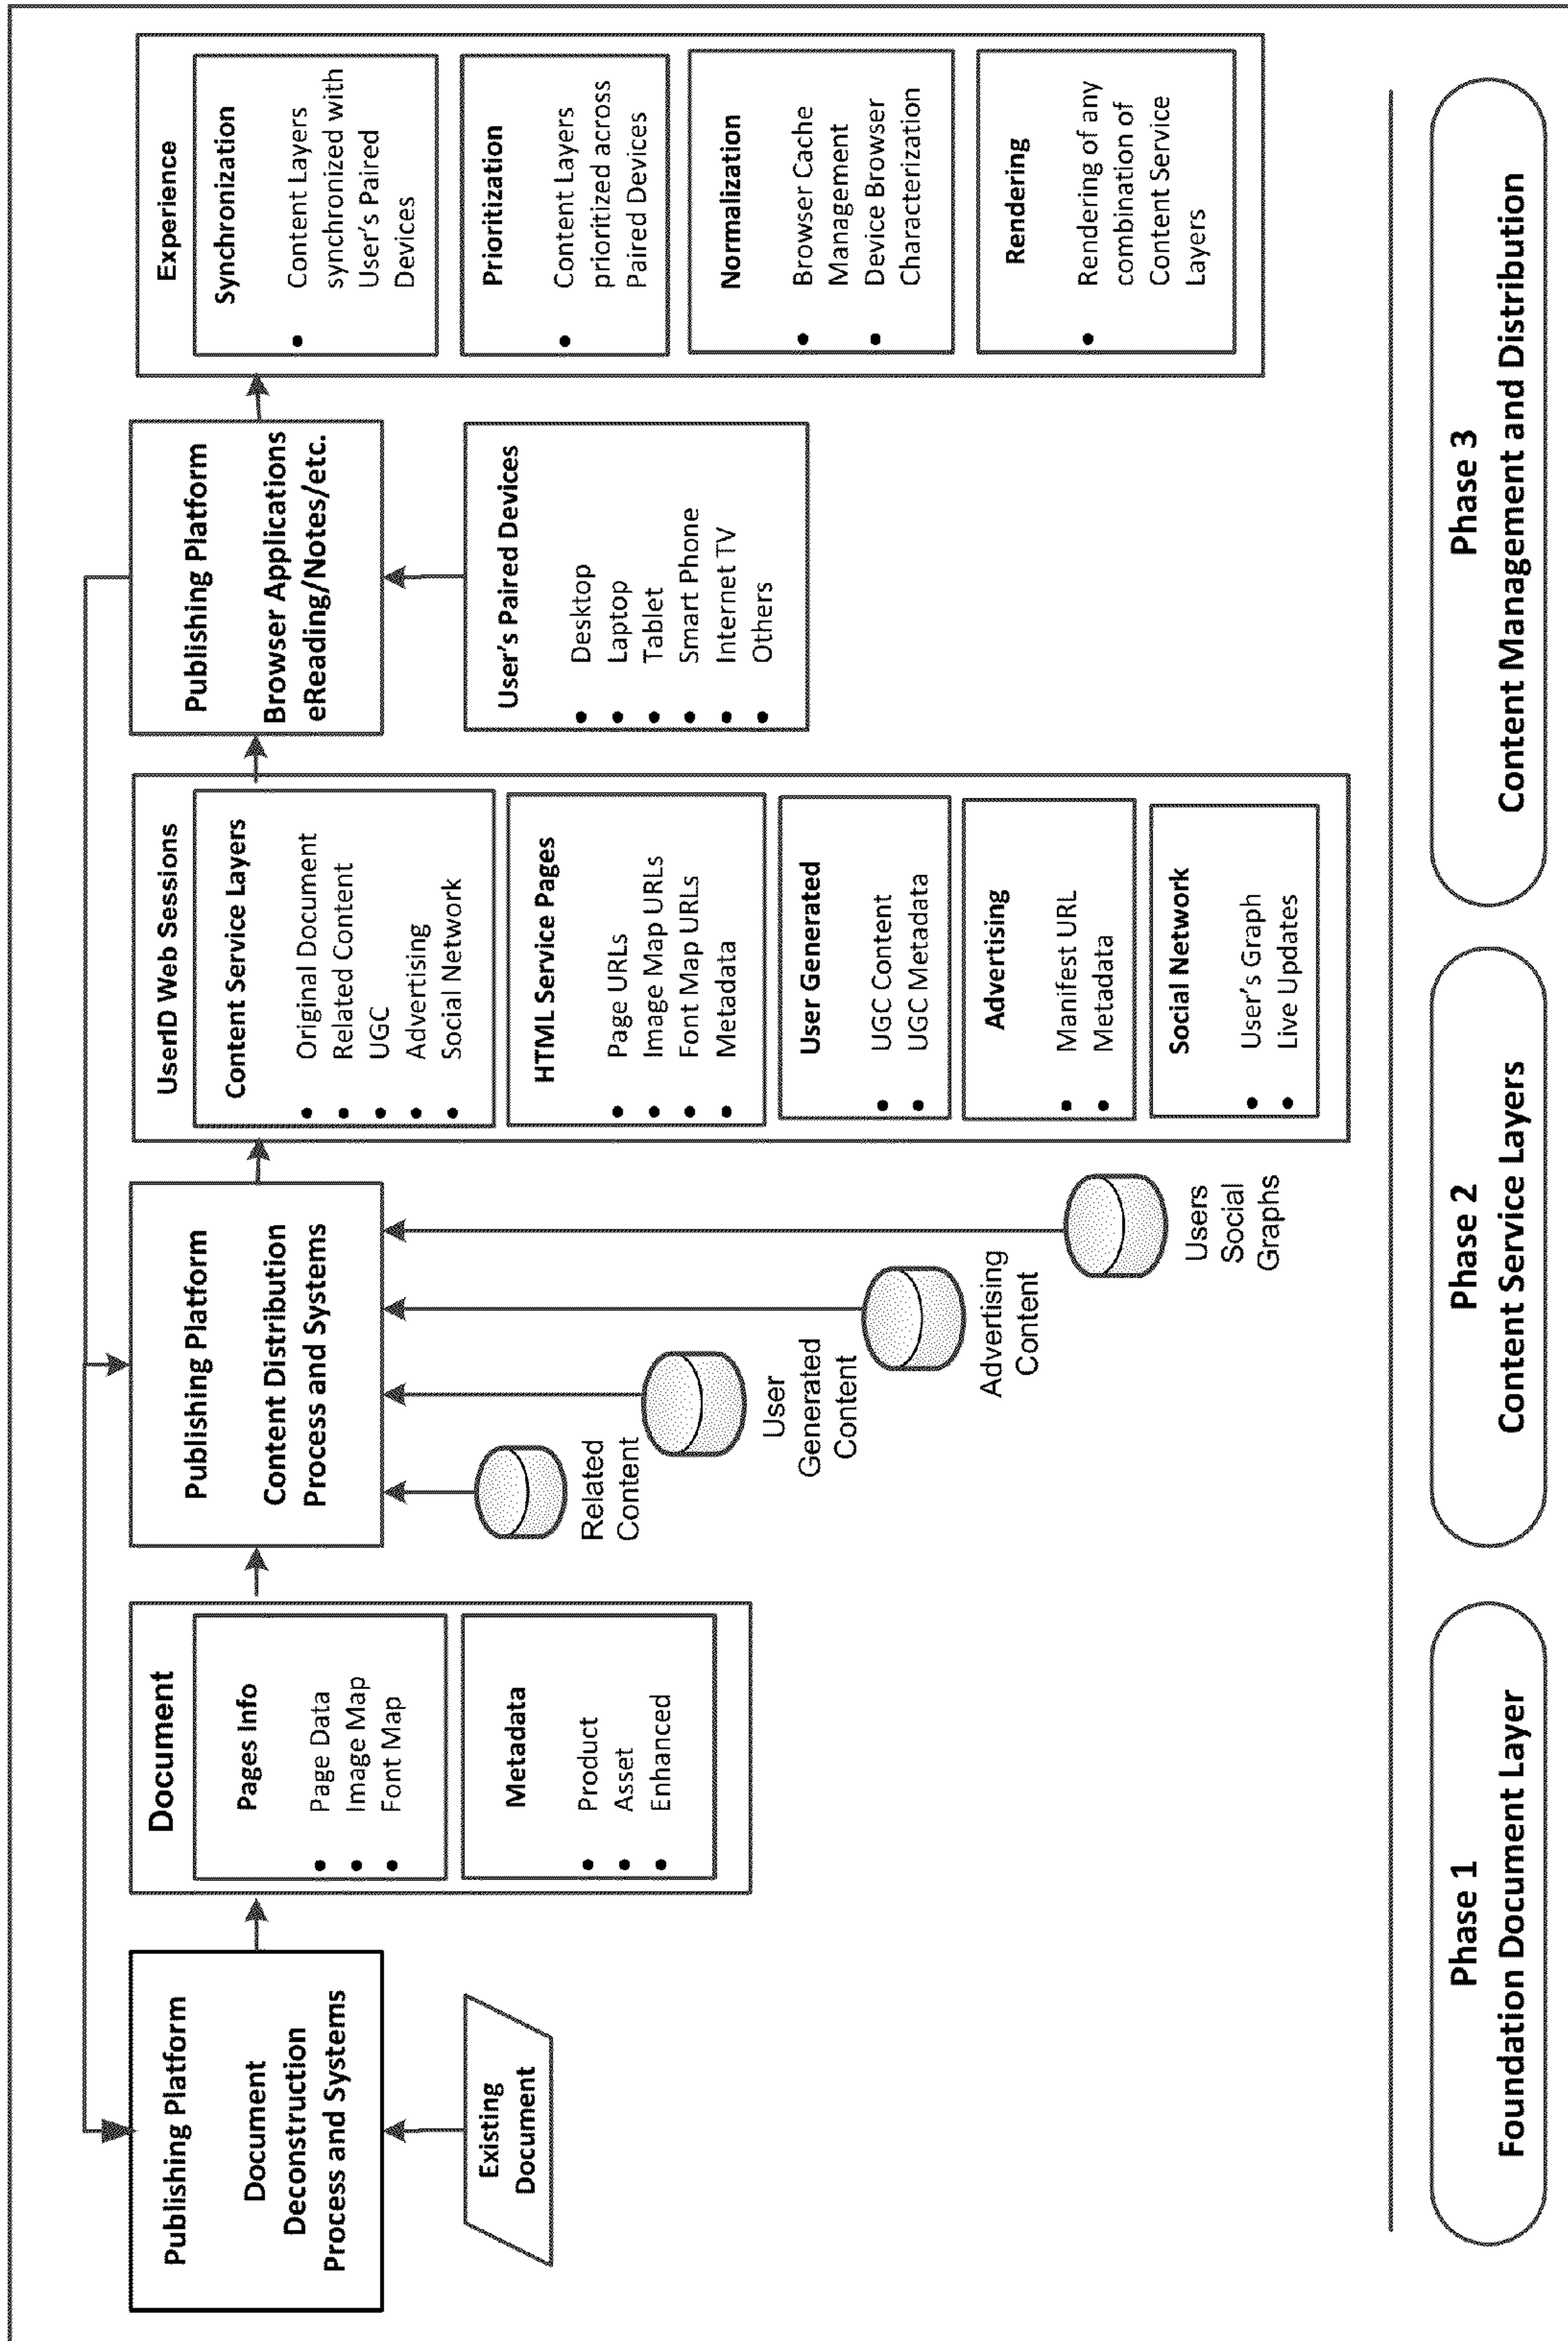 Publishing Platform
Document
Deconstruction
Process and Systems
Existing
Document
Document
Pages Info
• Page Data
• Image Map
• Font Map
Metadata
• Product
• Asset
• Enhanced
Publishing Platform
Content Distribution
Process and Systems
Related
Content
User
Generated
Content
Advertising
Content
Users
Social
Graphs
UserID Web Sessions
Content Service Layers
• Original Document
• Related Content
• UGC
• Advertising
• Social Network
HTML Service Pages
• Page URLs
• Image Map URLs
• Font Map URLs
• Metadata
User Generated
• UGC Content
• UGC Metadata
Advertising
• Manifest URL
• Metadata
Social Network
• User's Graph
• Live Updates
Publishing Platform
Browser Applications
eReading/Notes/etc.
User's Paired Devices
• Desktop
• Laptop
• Tablet
• Smart Phone
• Internet TV
• Others
Experience
Synchronization
• Content Layers
synchronized with
User's Paired
Devices
Prioritization
• Content Layers
prioritized across
Paired Devices
Normalization
• Browser Cache
Management
• Device Browser
Characterization
Rendering
• Rendering of any
combination of
Content Service
Layers
Phase 1
Foundation Document Layer
Phase 2
Content Service Layers
Phase 3
Content Management and Distribution